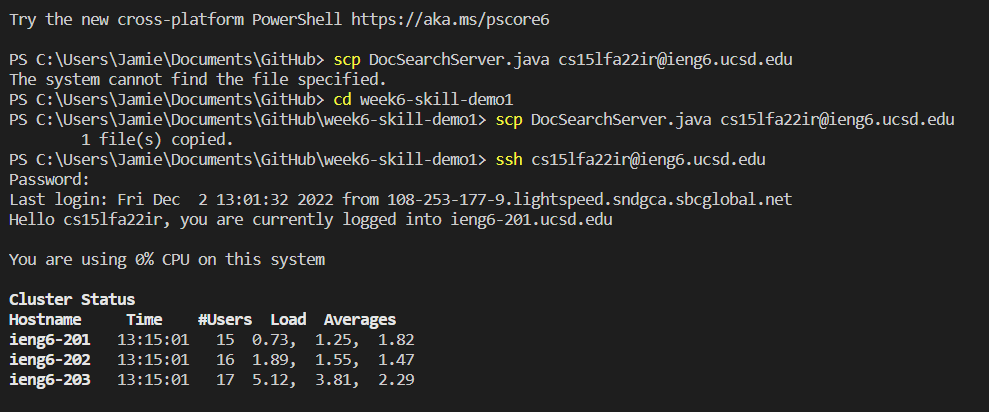 Try the new cross-platform PowerShell https://aka.ms/pscore6
PS C:\Users\Jamie\Documents\GitHub> scp DocSearchServer.java cs15lfa22ir@ieng6.ucsd.edu
The system cannot find the file specified.
PS C:\Users\Jamie\Documents\GitHub> cd week6-skill-demo1
PS C:\Users\Jamie\Documents\GitHub\week6-skill-demo1> scp DocSearchServer.java cs15lfa22ir@ieng6.ucsd.edu
        1 file(s) copied.
PS C:\Users\Jamie\Documents\GitHub\week6-skill-demo1> ssh cs15lfa22ir@ieng6.ucsd.edu
Password:
Last login: Fri Dec  2 13:01:32 2022 from 108-253-177-9.lightspeed.sndgca.sbcglobal.net
Hello cs15lfa22ir, you are currently logged into ieng6-201.ucsd.edu
You are using 0% CPU on this system
Cluster Status
Hostname     Time    #Users  Load  Averages
ieng6-201   13:15:01   15  0.73,  1.25,  1.82
ieng6-202   13:15:01   16  1.89,  1.55,  1.47
ieng6-203   13:15:01   17  5.12,  3.81,  2.29